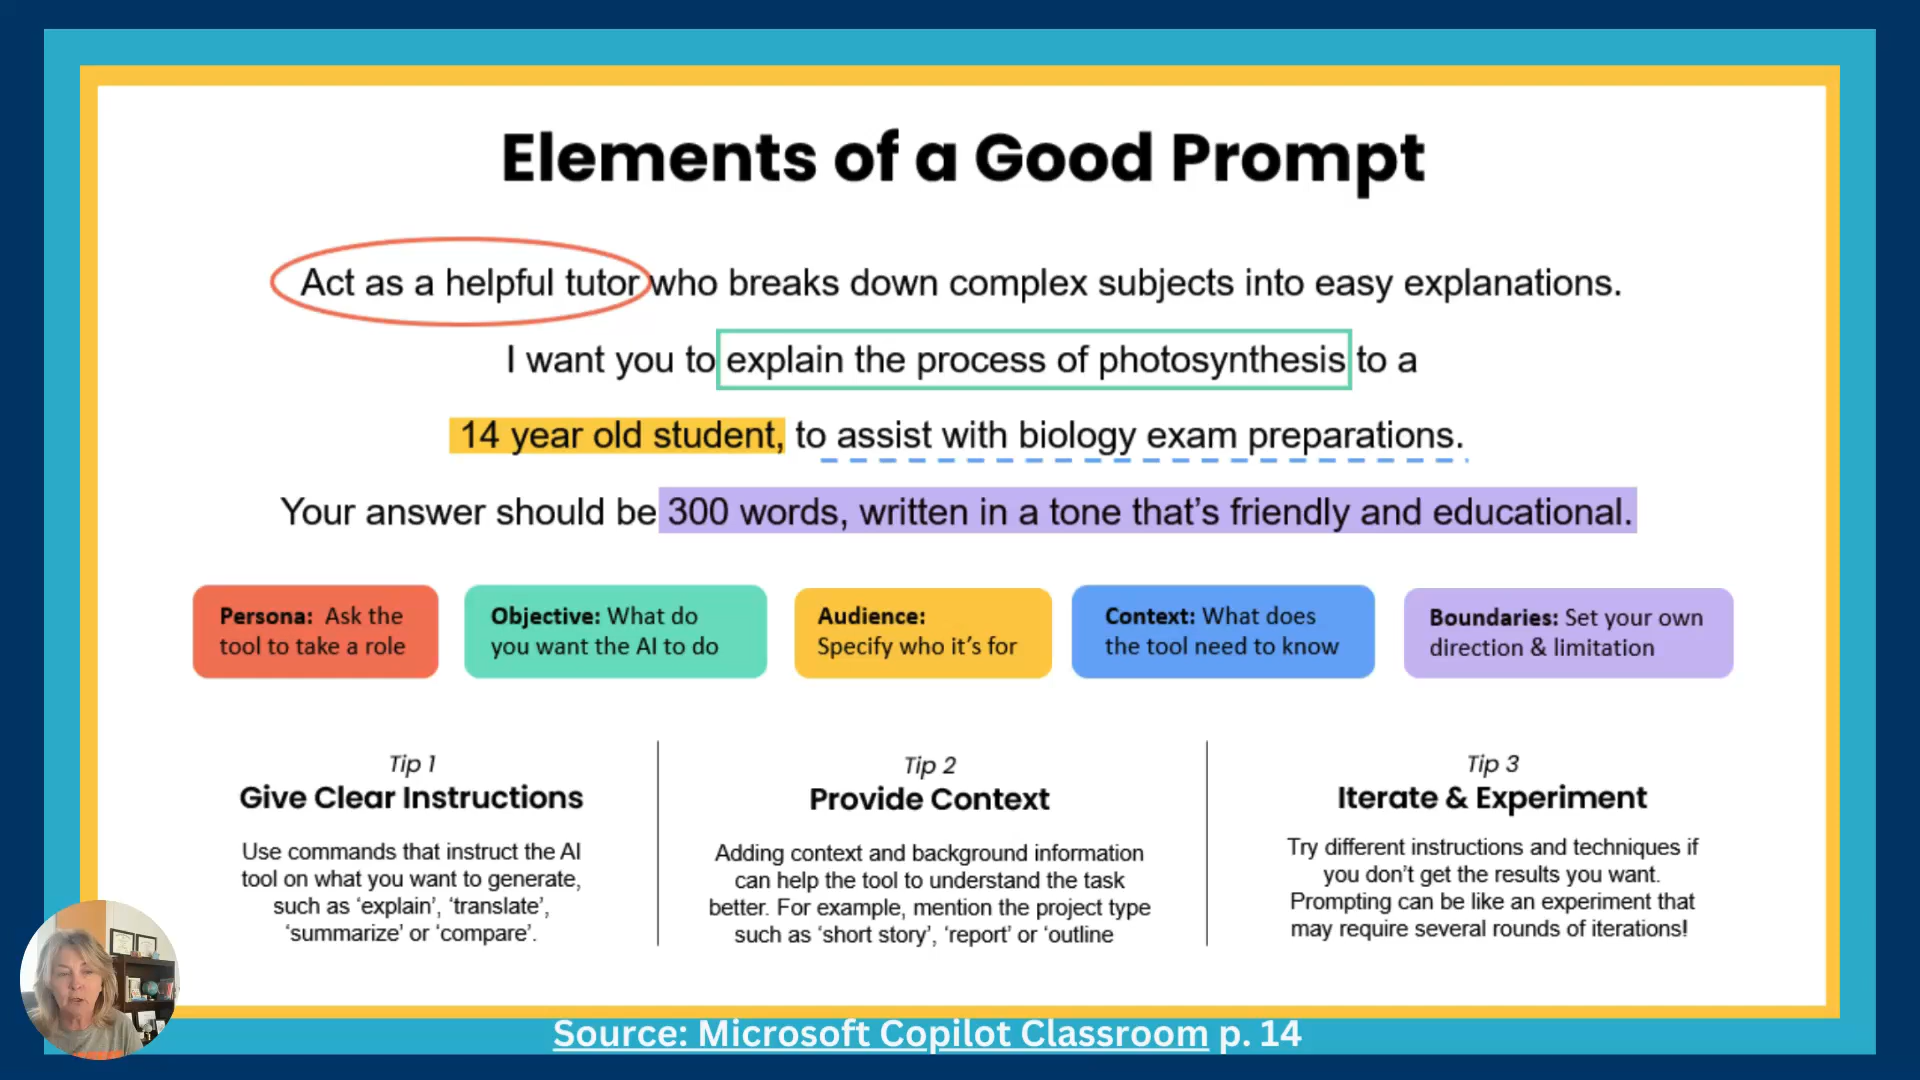 Elements of a Good Prompt
Act as a helpful tutor who breaks down complex subjects into easy explanations.
I want you to explain the process of photosynthesis to a
14 year old student, to assist with biology exam preparations.
Your answer should be 300 words, written in a tone that’s friendly and educational.
Persona: Ask the
tool to take a role
Objective: What do
you want the AI to do
Audience:
Specify who it’s for
Context: What does
the tool need to know
Boundaries: Set your own
direction & limitation
Tip 1
Give Clear Instructions
Use commands that instruct the AI
tool on what you want to generate,
such as ‘explain’, ‘translate’,
‘summarize’ or ‘compare’.
Tip 2
Provide Context
Adding context and background information
can help the tool to understand the task
better. For example, mention the project type
such as ‘short story’, ‘report’ or ‘outline
Tip 3
Iterate & Experiment
Try different instructions and techniques if
you don’t get the results you want.
Prompting can be like an experiment that
may require several rounds of iterations!
Source: Microsoft Copilot Classroom p. 14